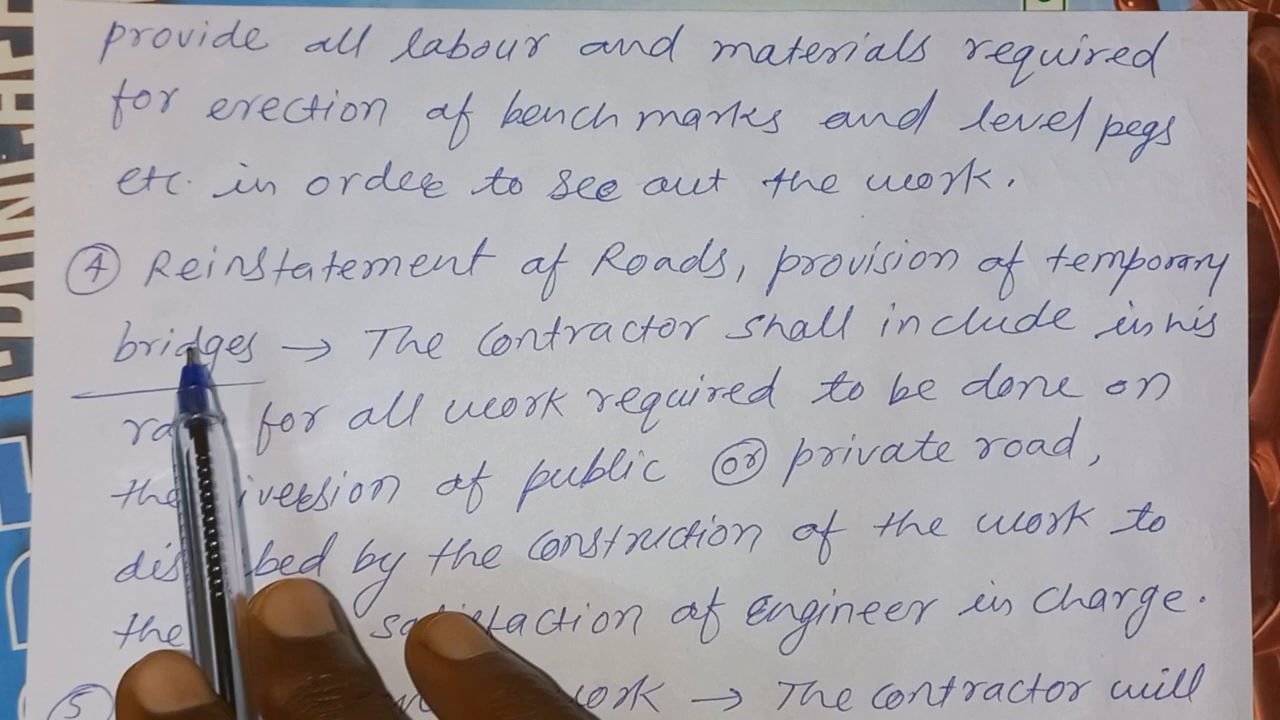 provide all labour and materials required
for erection of bench marks and level pegs
etc. in order to see out the work.
④ Reinstatement of Roads, provision of temporary
bridges → The contractor shall include in his
for all work required to be done on
the of public or private road,
by the construction of the work to
the of Engineer in charge.
5 → The contractor will